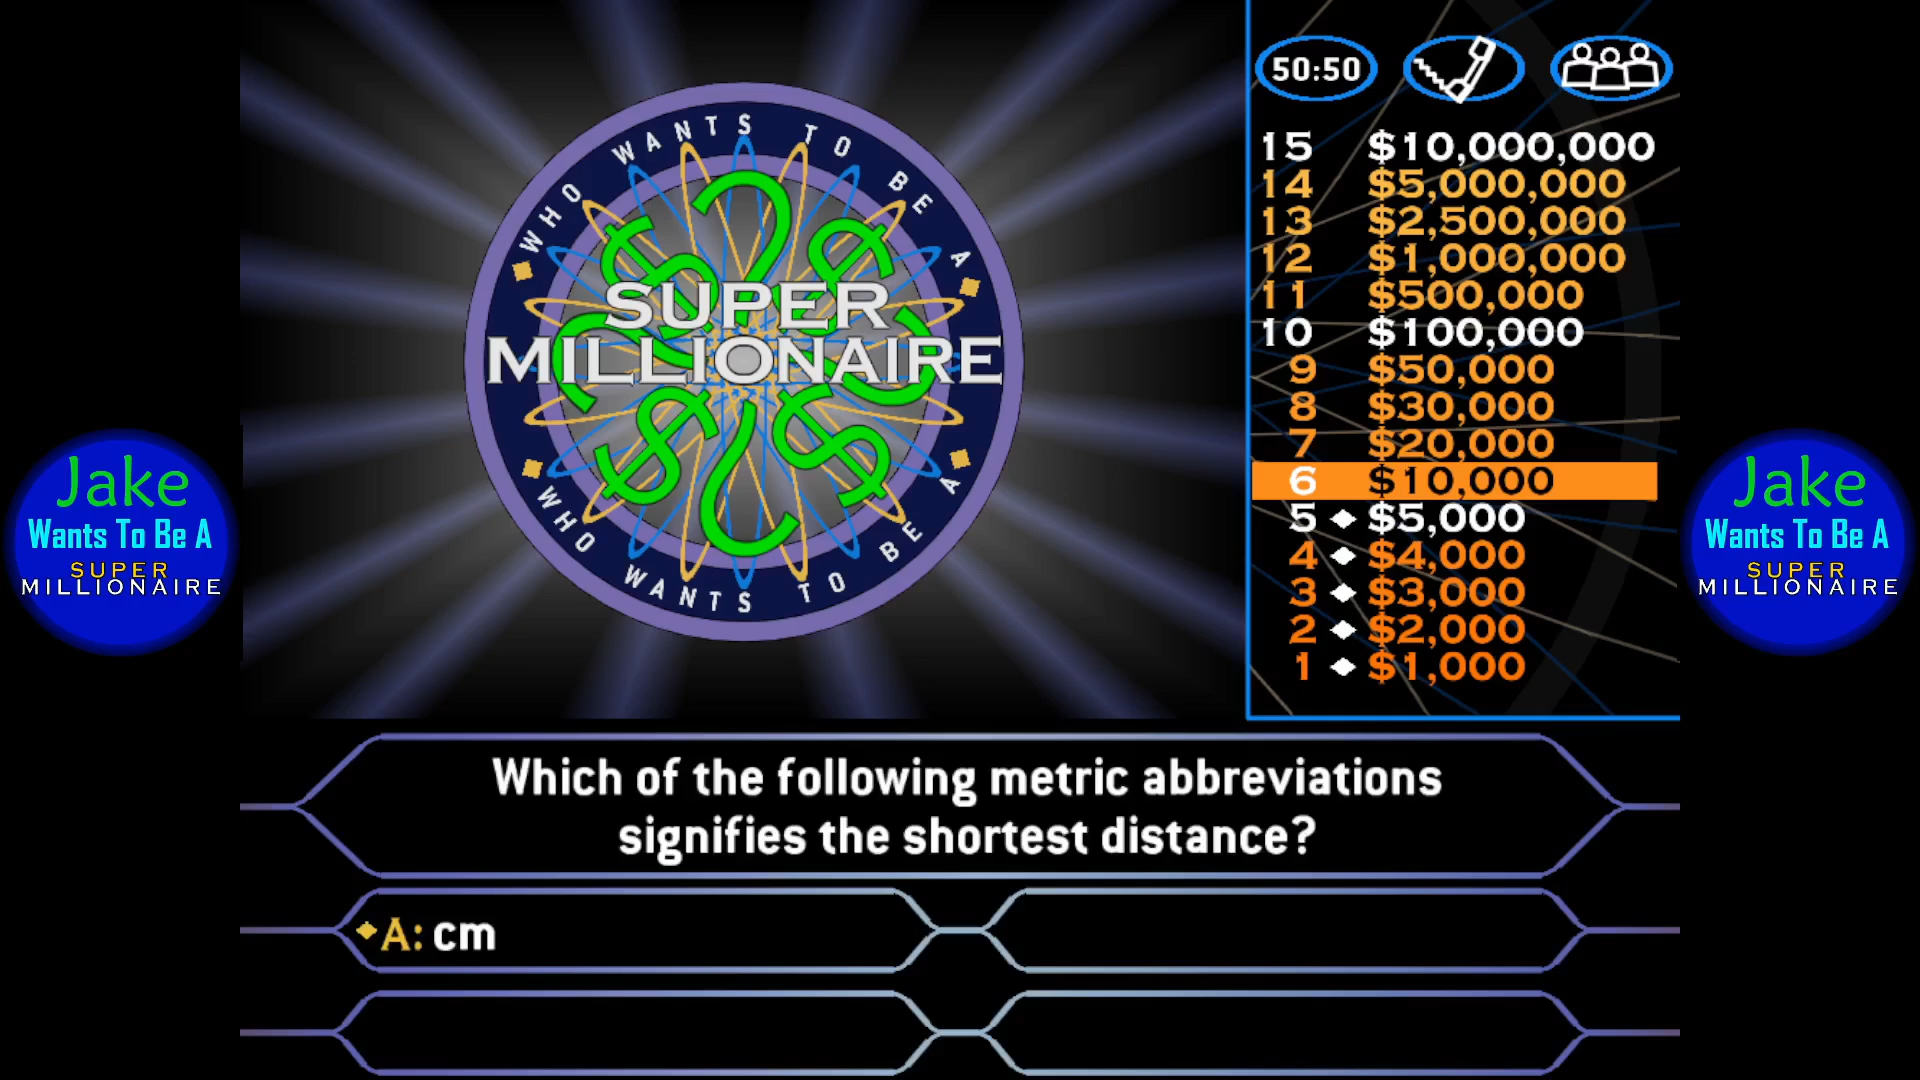 WHO WANTS TO BE A
SUPER
MILLIONAIRE
WHO WANTS TO BE A
50:50
15 $10,000,000
14 $5,000,000
13 $2,500,000
12 $1,000,000
11 $500,000
10 $100,000
9 $50,000
8 $30,000
7 $20,000
6 $10,000
5 $5,000
4 $4,000
3 $3,000
2 $2,000
1 $1,000
Jake
Wants To Be A
SUPER
MILLIONAIRE
Jake
Wants To Be A
SUPER
MILLIONAIRE
Which of the following metric abbreviations
signifies the shortest distance?
A: cm